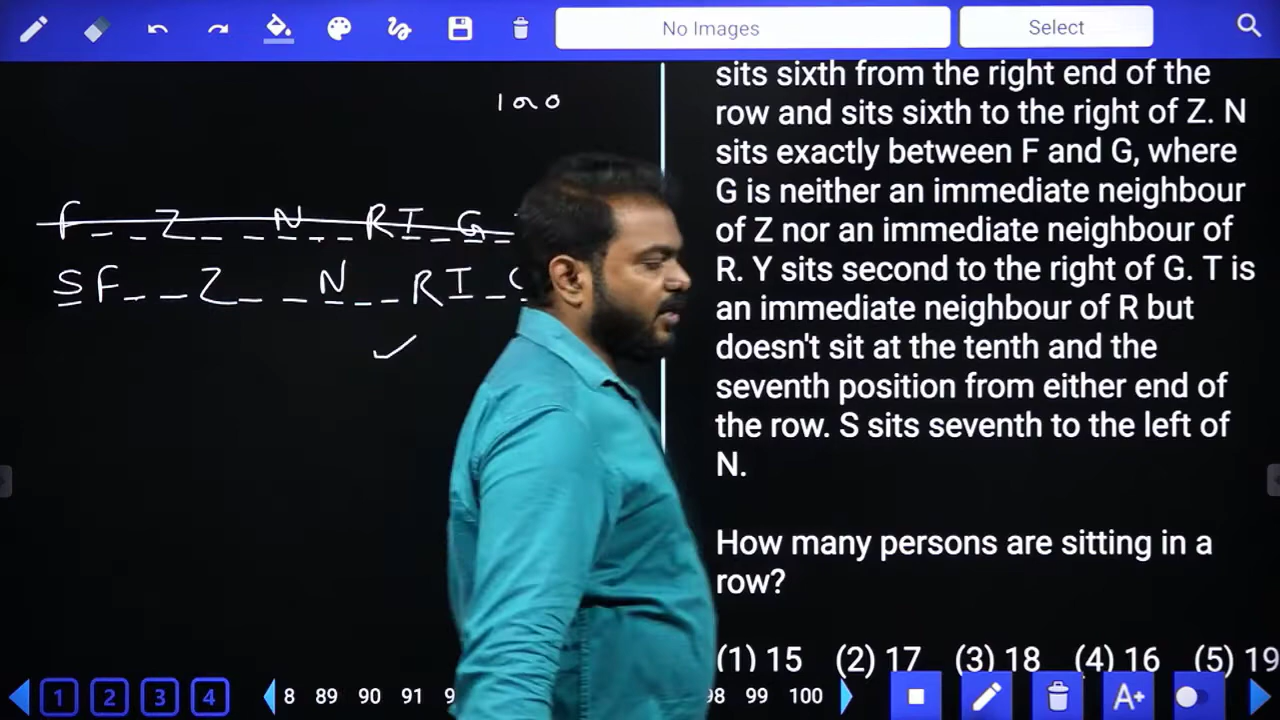 No Images
Select
100
F _ _ Z _ _ N _ _ R T _ G
S F _ _ Z _ _ N _ _ R T _
sits sixth from the right end of the
row and sits sixth to the right of Z. N
sits exactly between F and G, where
G is neither an immediate neighbour
of Z nor an immediate neighbour of
R. Y sits second to the right of G. T is
an immediate neighbour of R but
doesn't sit at the tenth and the
seventh position from either end of
the row. S sits seventh to the left of
N.
How many persons are sitting in a
row?
(1) 15 (2) 17 (3) 18 (4) 16 (5) 19
1 2 3 4 8 89 90 91 98 99 100 A+